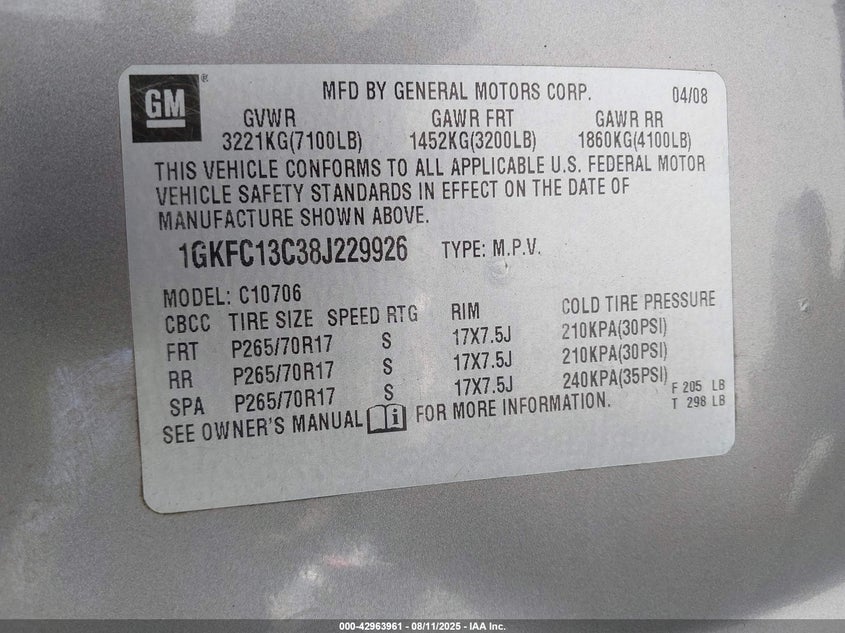 GM ®
MFD BY GENERAL MOTORS CORP. 04/08
GVWR GAWR FRT GAWR RR
3221KG(7100LB) 1452KG(3200LB) 1860KG(4100LB)
THIS VEHICLE CONFORMS TO ALL APPLICABLE U.S. FEDERAL MOTOR
VEHICLE SAFETY STANDARDS IN EFFECT ON THE DATE OF
MANUFACTURE SHOWN ABOVE.
1GKFC13C38J229926 TYPE: M.P.V.
MODEL: C10706
CBCC TIRE SIZE SPEED RTG RIM COLD TIRE PRESSURE
FRT P265/70R17 S 17X7.5J 210KPA(30PSI)
RR P265/70R17 S 17X7.5J 210KPA(30PSI)
SPA P265/70R17 S 17X7.5J 240KPA(35PSI)
F 205 LB
T 298 LB
SEE OWNER'S MANUAL i FOR MORE INFORMATION.
000-42963961 - 08/11/2025 - IAA Inc.